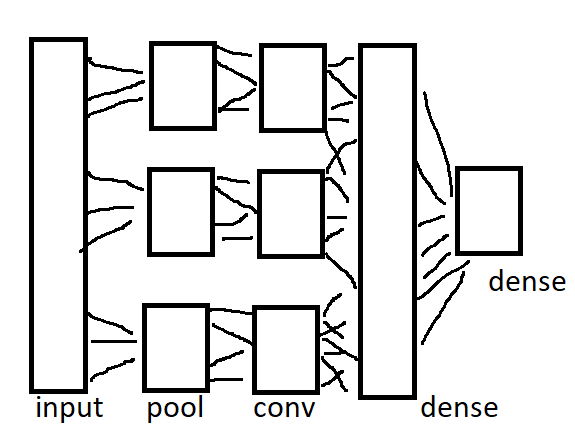 dense
input
pool
conv
dense